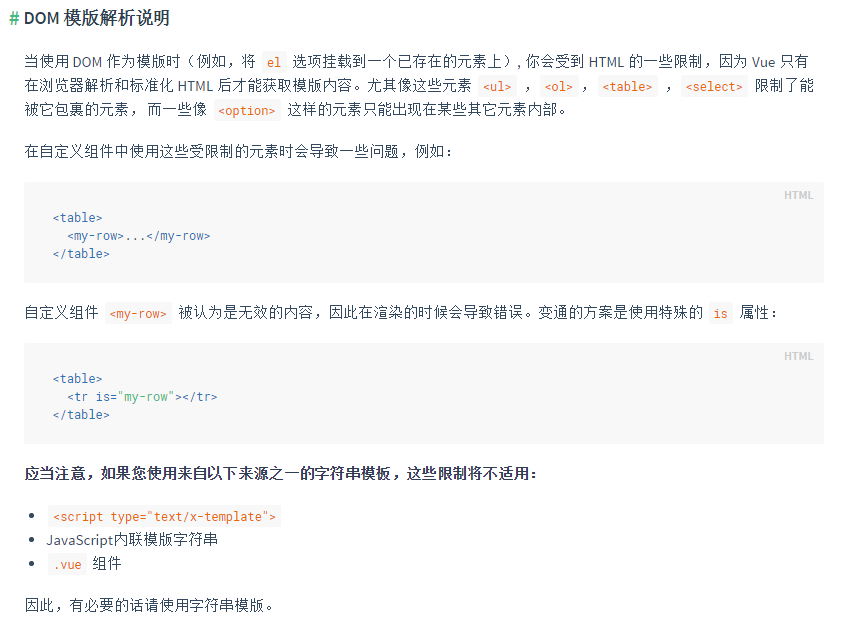 # DOM 模版解析说明
当使用 DOM 作为模版时（例如，将 el 选项挂载到一个已存在的元素上）, 你会受到 HTML 的一些限制，因为 Vue 只有
在浏览器解析和标准化 HTML 后才能获取模版内容。尤其像这些元素 <ul> ， <ol> ， <table> ， <select> 限制了能
被它包裹的元素， 而一些像 <option> 这样的元素只能出现在某些其它元素内部。
在自定义组件中使用这些受限制的元素时会导致一些问题，例如：
HTML
<table>
  <my-row>...</my-row>
</table>
自定义组件 <my-row> 被认为是无效的内容，因此在渲染的时候会导致错误。变通的方案是使用特殊的 is 属性：
HTML
<table>
  <tr is="my-row"></tr>
</table>
应当注意，如果您使用来自以下来源之一的字符串模板，这些限制将不适用：
• <script type="text/x-template">
• JavaScript内联模版字符串
• .vue 组件
因此，有必要的话请使用字符串模版。